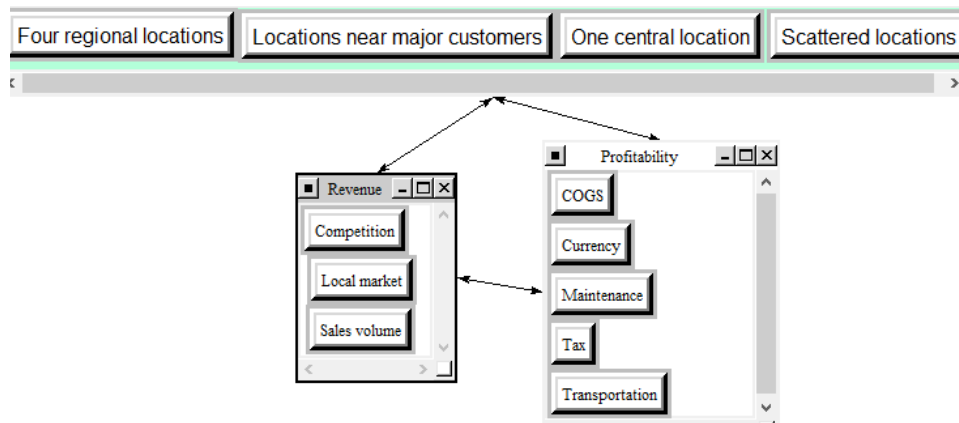 Four regional locations
Locations near major customers
One central location
Scattered locations
Revenue
Competition
Local market
Sales volume
Profitability
COGS
Currency
Maintenance
Tax
Transportation